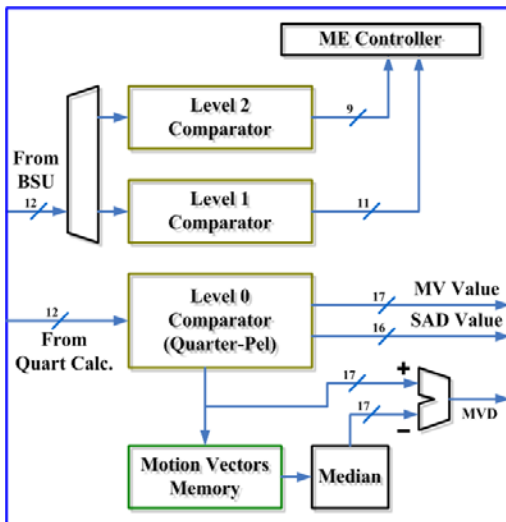 ME Controller
Level 2
Comparator
9
From
BSU
12
Level 1
Comparator
11
Level 0
Comparator
(Quarter-Pel)
12
From
Quart Calc.
17
MV Value
16
SAD Value
17
+
17
−
MVD
Motion Vectors
Memory
Median